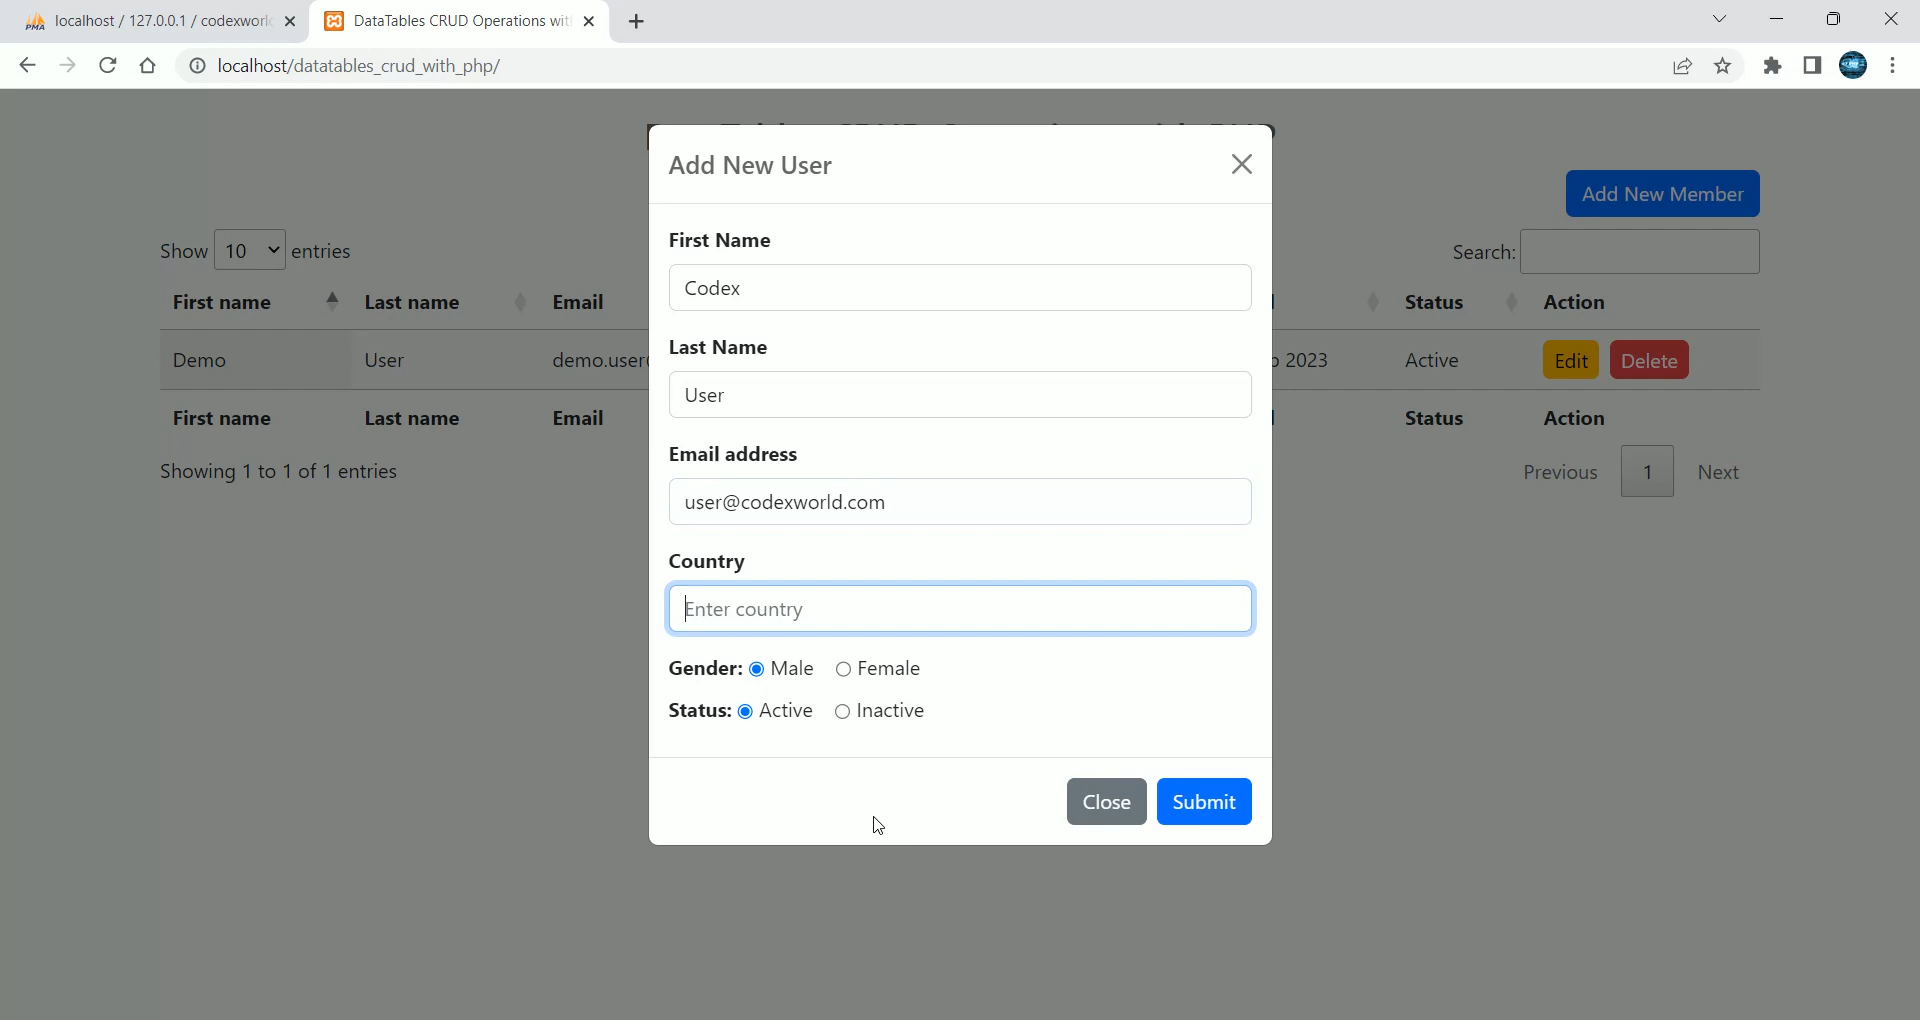 localhost / 127.0.0.1 / codexworl
DataTables CRUD Operations wit
localhost/datatables_crud_with_php/
Add New User
Add New Member
First Name
Show 10 entries
Search:
Codex
First name Last name Email Status Action
Last Name
Demo User demo.user 2023 Active Edit Delete
User
First name Last name Email Status Action
Email address
Showing 1 to 1 of 1 entries
Previous 1 Next
user@codexworld.com
Country
Enter country
Gender: Male Female
Status: Active Inactive
Close Submit